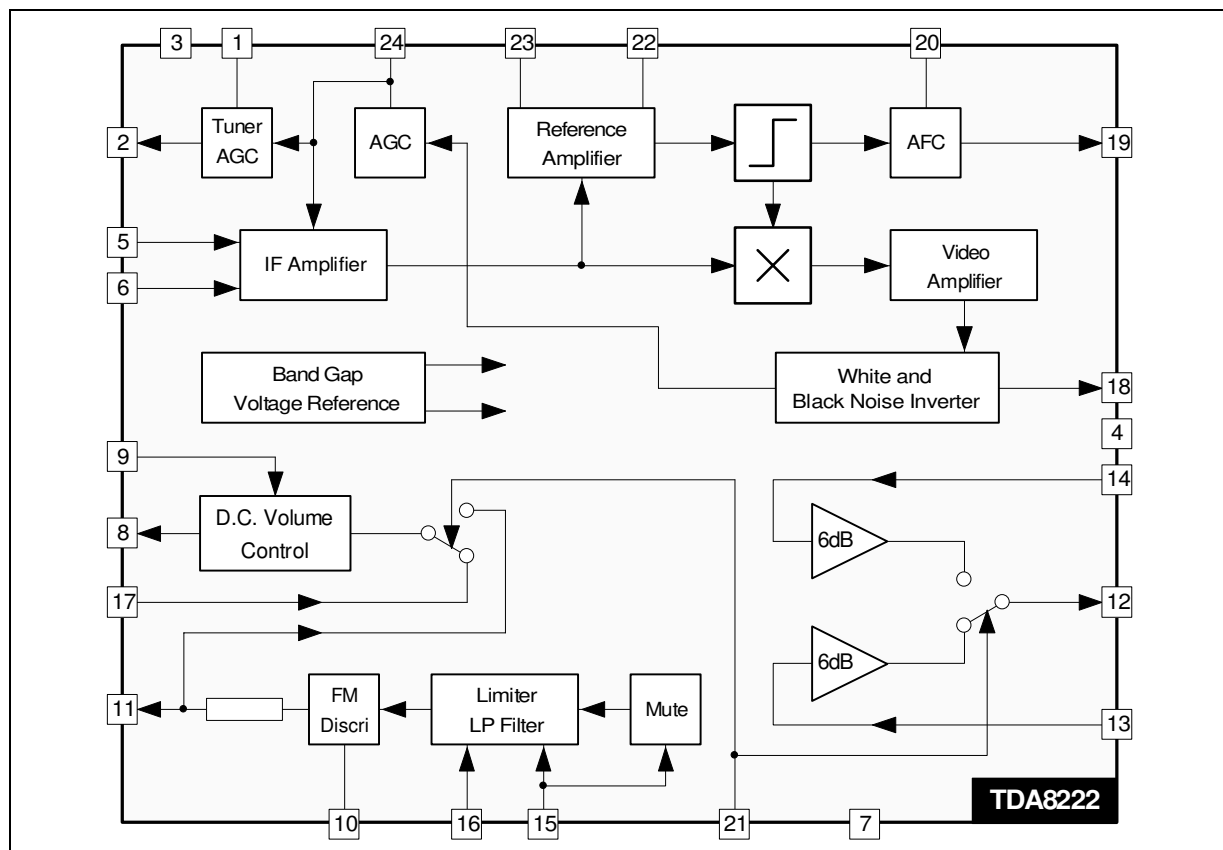 3
1
24
23
22
20
2
Tuner
AGC
AGC
Reference
Amplifier
AFC
19
5
6
IF Amplifier
Video
Amplifier
Band Gap
Voltage Reference
White and
Black Noise Inverter
18
4
9
14
8
D.C. Volume
Control
6dB
17
12
6dB
11
FM
Discri
Limiter
LP Filter
Mute
13
TDA8222
10
16
15
21
7